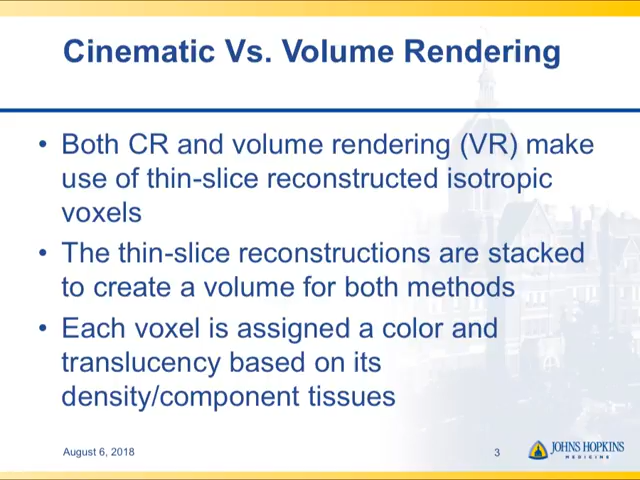 Cinematic Vs. Volume Rendering
• Both CR and volume rendering (VR) make
use of thin-slice reconstructed isotropic
voxels
• The thin-slice reconstructions are stacked
to create a volume for both methods
• Each voxel is assigned a color and
translucency based on its
density/component tissues
August 6, 2018
3
JOHNS HOPKINS
MEDICINE